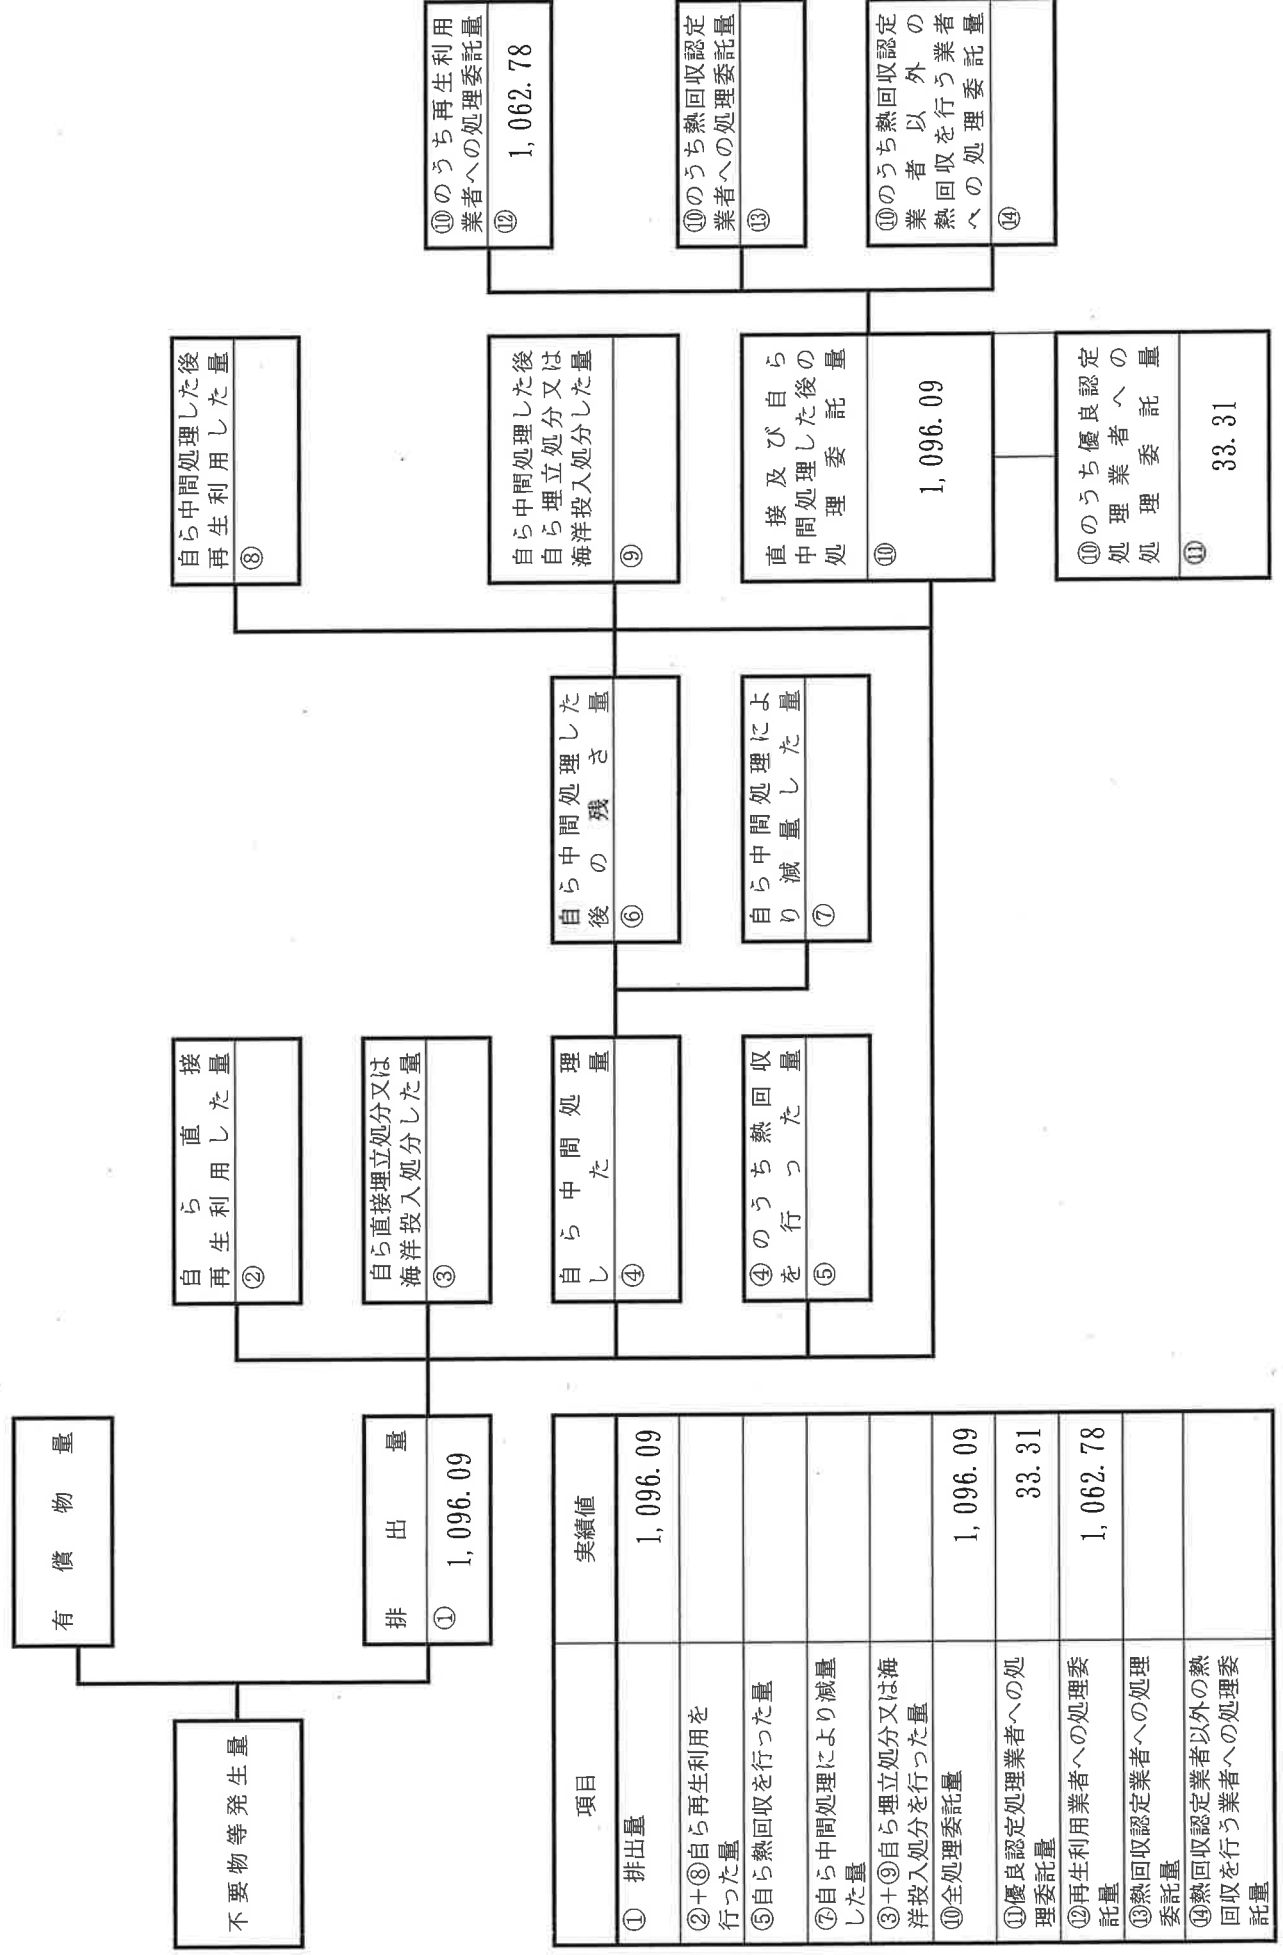 不要物等発生量
有償物量
排出量
① 1,096.09
自ら直接
再生利用した量
②
自ら直接埋立処分又は
海洋投入処分した量
③
自ら中間処理
した量
④
④のうち熱回収
を行った量
⑤
自ら中間処理した
後の残さ量
⑥
自ら中間処理によ
り減量した量
⑦
自ら中間処理した後
再生利用した量
⑧
自ら中間処理した後
自ら埋立処分又は
海洋投入処分した量
⑨
直接及び自ら
中間処理した後の
処理委託量
⑩
1,096.09
⑩のうち優良認定
処理業者への
処理委託量
⑪
33.31
⑩のうち再生利用
業者への処理委託量
⑫
1,062.78
⑩のうち熱回収認定
業者への処理委託量
⑬
⑩のうち熱回収認定
業者以外の
熱回収を行う業者
への処理委託量
⑭
項目 実績値
① 排出量 1,096.09
②+⑧自ら再生利用を
行った量
⑤自ら熱回収を行った量
⑦自ら中間処理により減量
した量
③+⑨自ら埋立処分又は海
洋投入処分を行った量
⑩全処理委託量 1,096.09
⑪優良認定処理業者への処
理委託量 33.31
⑫再生利用業者への処理委
託量 1,062.78
⑬熱回収認定業者への処理
委託量
⑭熱回収認定業者以外の熱
回収を行う業者への処理委
託量